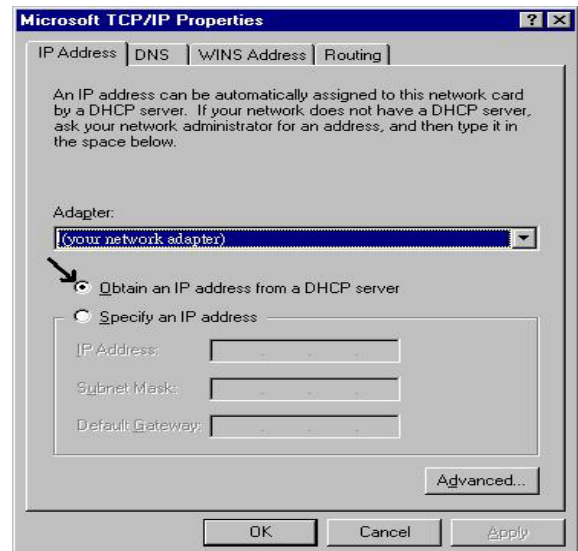 Microsoft TCP/IP Properties
IP Address DNS WINS Address Routing
An IP address can be automatically assigned to this network card
by a DHCP server. If your network does not have a DHCP server,
ask your network administrator for an address, and then type it in
the space below.
Adapter:
(your network adapter)
Obtain an IP address from a DHCP server
Specify an IP address
IP Address:
Subnet Mask:
Default Gateway:
Advanced...
OK Cancel Apply